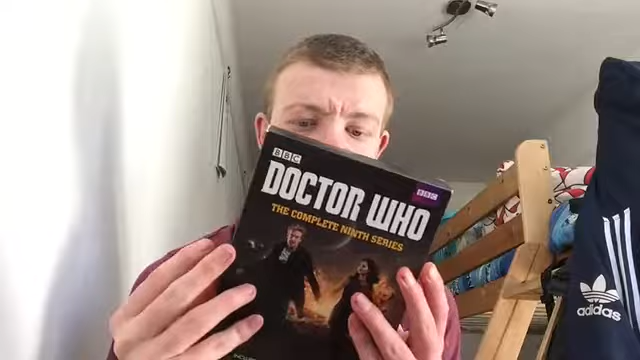 BBC
DOCTOR WHO
BBC
THE COMPLETE NINTH SERIES
adidas